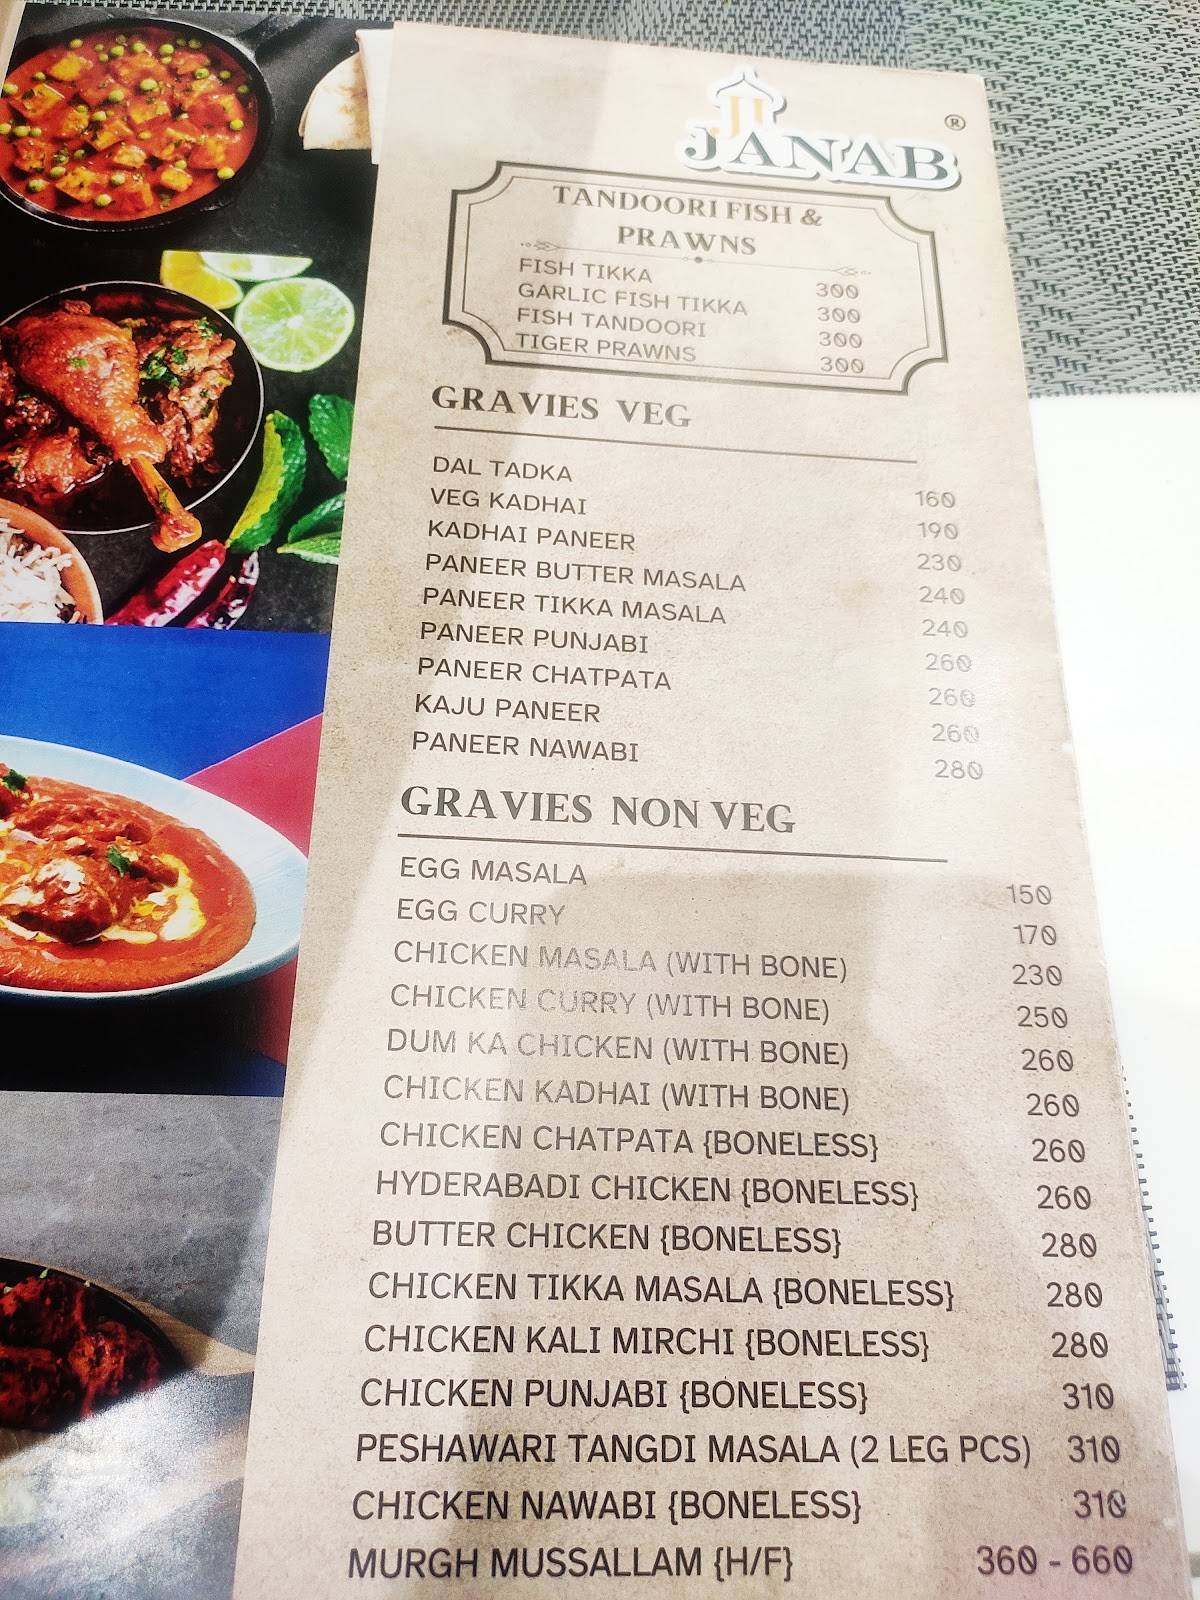 JI
JANAB ®
TANDOORI FISH &
PRAWNS
FISH TIKKA 300
GARLIC FISH TIKKA 300
FISH TANDOORI 300
TIGER PRAWNS 300
GRAVIES VEG
DAL TADKA 160
VEG KADHAI 190
KADHAI PANEER 230
PANEER BUTTER MASALA 240
PANEER TIKKA MASALA 240
PANEER PUNJABI 260
PANEER CHATPATA 260
KAJU PANEER 260
PANEER NAWABI 280
GRAVIES NON VEG
EGG MASALA 150
EGG CURRY 170
CHICKEN MASALA (WITH BONE) 230
CHICKEN CURRY (WITH BONE) 250
DUM KA CHICKEN (WITH BONE) 260
CHICKEN KADHAI (WITH BONE) 260
CHICKEN CHATPATA {BONELESS} 260
HYDERABADI CHICKEN {BONELESS} 260
BUTTER CHICKEN {BONELESS} 280
CHICKEN TIKKA MASALA {BONELESS} 280
CHICKEN KALI MIRCHI {BONELESS} 280
CHICKEN PUNJABI {BONELESS} 310
PESHAWARI TANGDI MASALA (2 LEG PCS) 310
CHICKEN NAWABI {BONELESS} 310
MURGH MUSSALLAM {H/F} 360 - 660